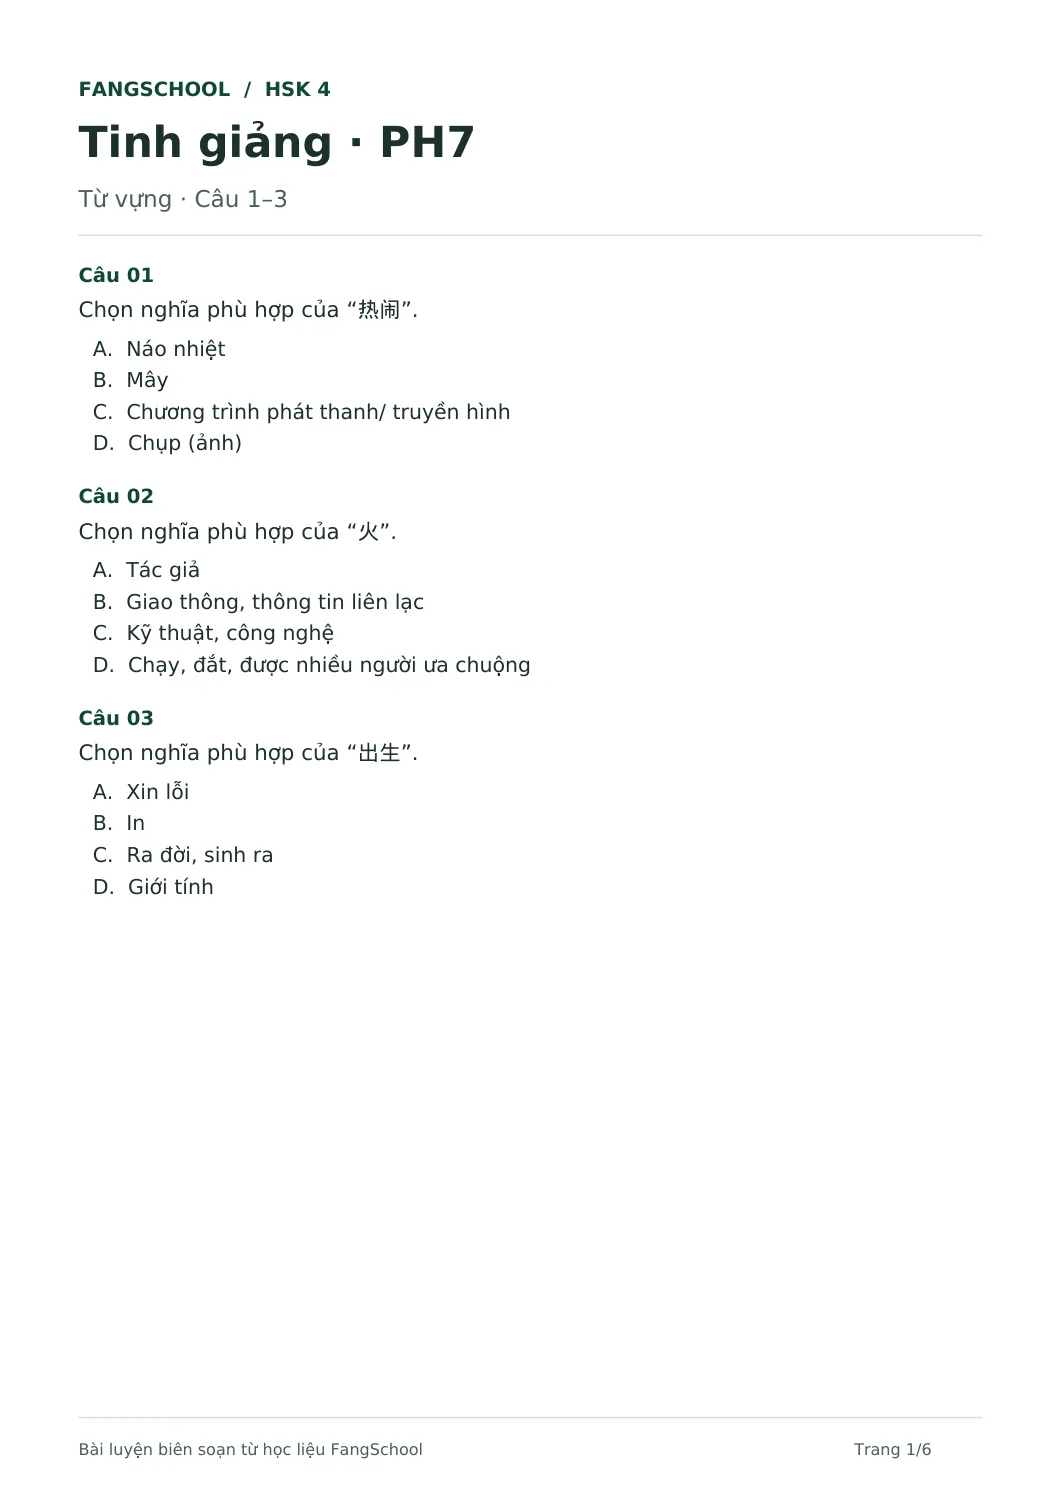 FANGSCHOOL / HSK 4
Tinh giảng · PH7
Từ vựng · Câu 1–3
Câu 01
Chọn nghĩa phù hợp của “热闹”.
A. Náo nhiệt
B. Mây
C. Chương trình phát thanh/ truyền hình
D. Chụp (ảnh)
Câu 02
Chọn nghĩa phù hợp của “火”.
A. Tác giả
B. Giao thông, thông tin liên lạc
C. Kỹ thuật, công nghệ
D. Chạy, đắt, được nhiều người ưa chuộng
Câu 03
Chọn nghĩa phù hợp của “出生”.
A. Xin lỗi
B. In
C. Ra đời, sinh ra
D. Giới tính
Bài luyện biên soạn từ học liệu FangSchool
Trang 1/6